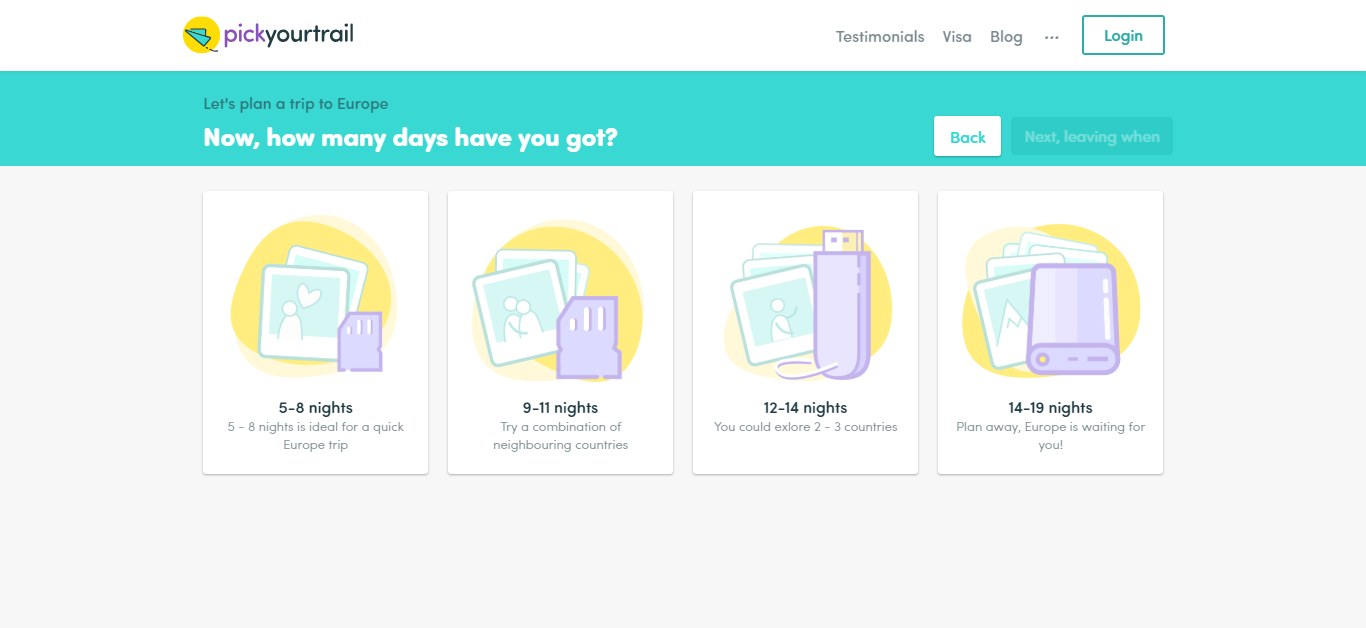 pickyourtrail
Testimonials
Visa
Blog
...
Login
Let's plan a trip to Europe
Now, how many days have you got?
Back
Next, leaving when
5-8 nights
5 - 8 nights is ideal for a quick
Europe trip
9-11 nights
Try a combination of
neighbouring countries
12-14 nights
You could exlore 2 - 3 countries
14-19 nights
Plan away, Europe is waiting for
you!